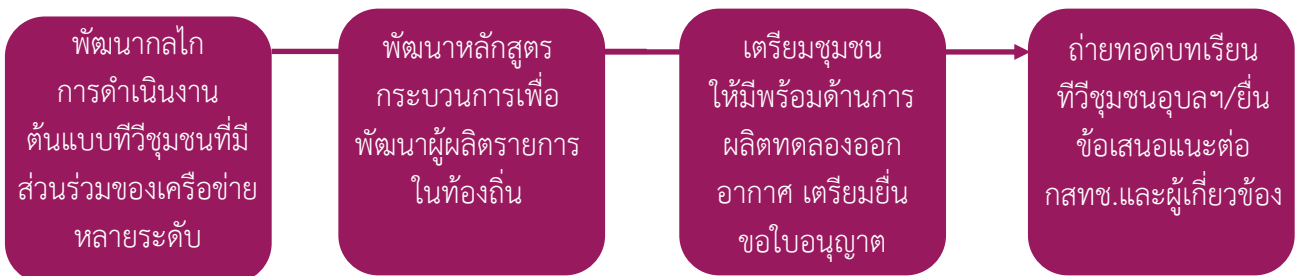 พัฒนากลไก
การดำเนินงาน
ต้นแบบทีวีชุมชนที่มี
ส่วนร่วมของเครือข่าย
หลายระดับ
พัฒนาหลักสูตร
กระบวนการเพื่อ
พัฒนาผู้ผลิตรายการ
ในท้องถิ่น
เตรียมชุมชน
ให้มีพร้อมด้านการ
ผลิตทดลองออก
อากาศ เตรียมยื่น
ขอใบอนุญาต
ถ่ายทอดบทเรียน
ทีวีชุมชนอุบลฯ/ยื่น
ข้อเสนอแนะต่อ
กสทช.และผู้เกี่ยวข้อง